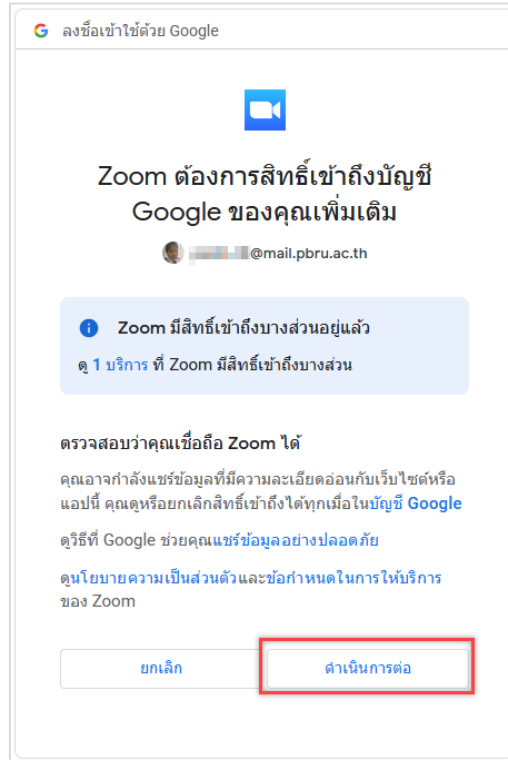 ลงชื่อเข้าใช้ด้วย Google
Zoom ต้องการสิทธิ์เข้าถึงบัญชี
Google ของคุณเพิ่มเติม
@mail.pbru.ac.th
Zoom มีสิทธิ์เข้าถึงบางส่วนอยู่แล้ว
ดู 1 บริการ ที่ Zoom มีสิทธิ์เข้าถึงบางส่วน
ตรวจสอบว่าคุณเชื่อถือ Zoom ได้
คุณอาจกำลังแชร์ข้อมูลที่มีความละเอียดอ่อนกับเว็บไซต์หรือ
แอปนี้ คุณดูหรือยกเลิกสิทธิ์เข้าถึงได้ทุกเมื่อในบัญชี Google
ดูวิธีที่ Google ช่วยคุณแชร์ข้อมูลอย่างปลอดภัย
ดูนโยบายความเป็นส่วนตัวและข้อกำหนดในการให้บริการ
ของ Zoom
ยกเลิก
ดำเนินการต่อ